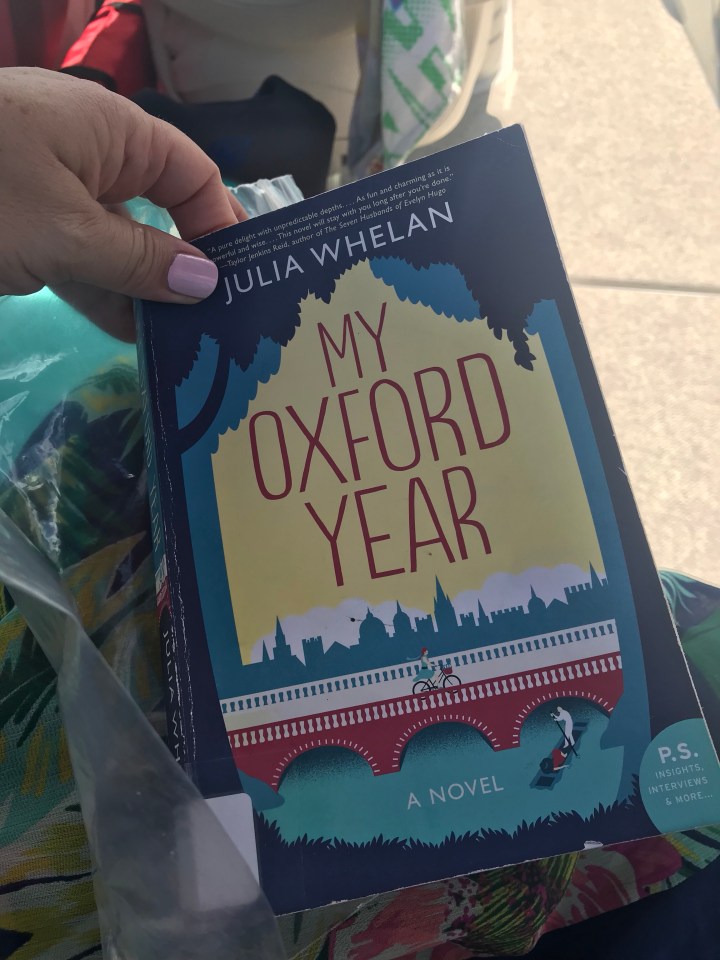 "A pure delight with unpredictable depths. . . . As fun and charming as it is
powerful and wise. . . . This novel will stay with you long after you're done."
—Taylor Jenkins Reid, author of The Seven Husbands of Evelyn Hugo
JULIA WHELAN
MY
OXFORD
YEAR
A NOVEL
P.S.
INSIGHTS,
INTERVIEWS
& MORE...
JULIA WH